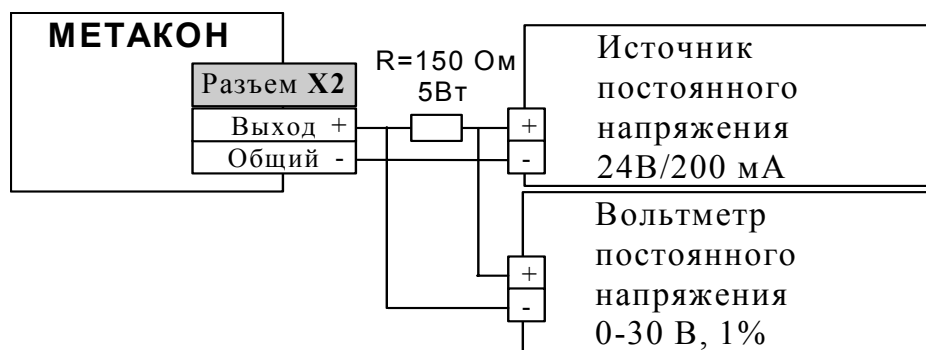 МЕТАКОН
Разъем X2
Выход +
Общий -
R=150 Ом
5Вт
+
-
Источник
постоянного
напряжения
24В/200 мА
+
-
Вольтметр
постоянного
напряжения
0-30 В, 1%